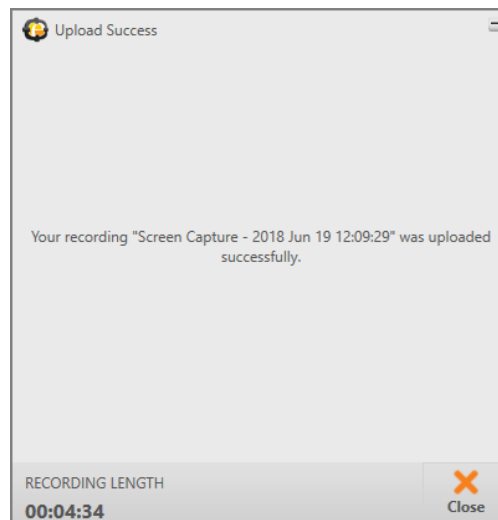 Upload Success
Your recording "Screen Capture - 2018 Jun 19 12:09:29" was uploaded
successfully.
RECORDING LENGTH
00:04:34
Close